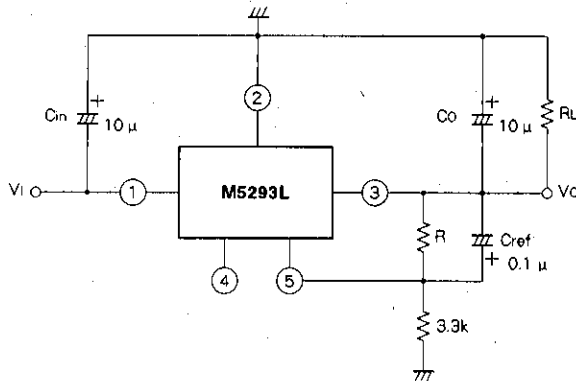 ②
Cin
+
10 μ
Co
+
10 μ
RL
VI
①
M5293L
③
Vo
R
Cref
+
0.1 μ
④
⑤
3.3k